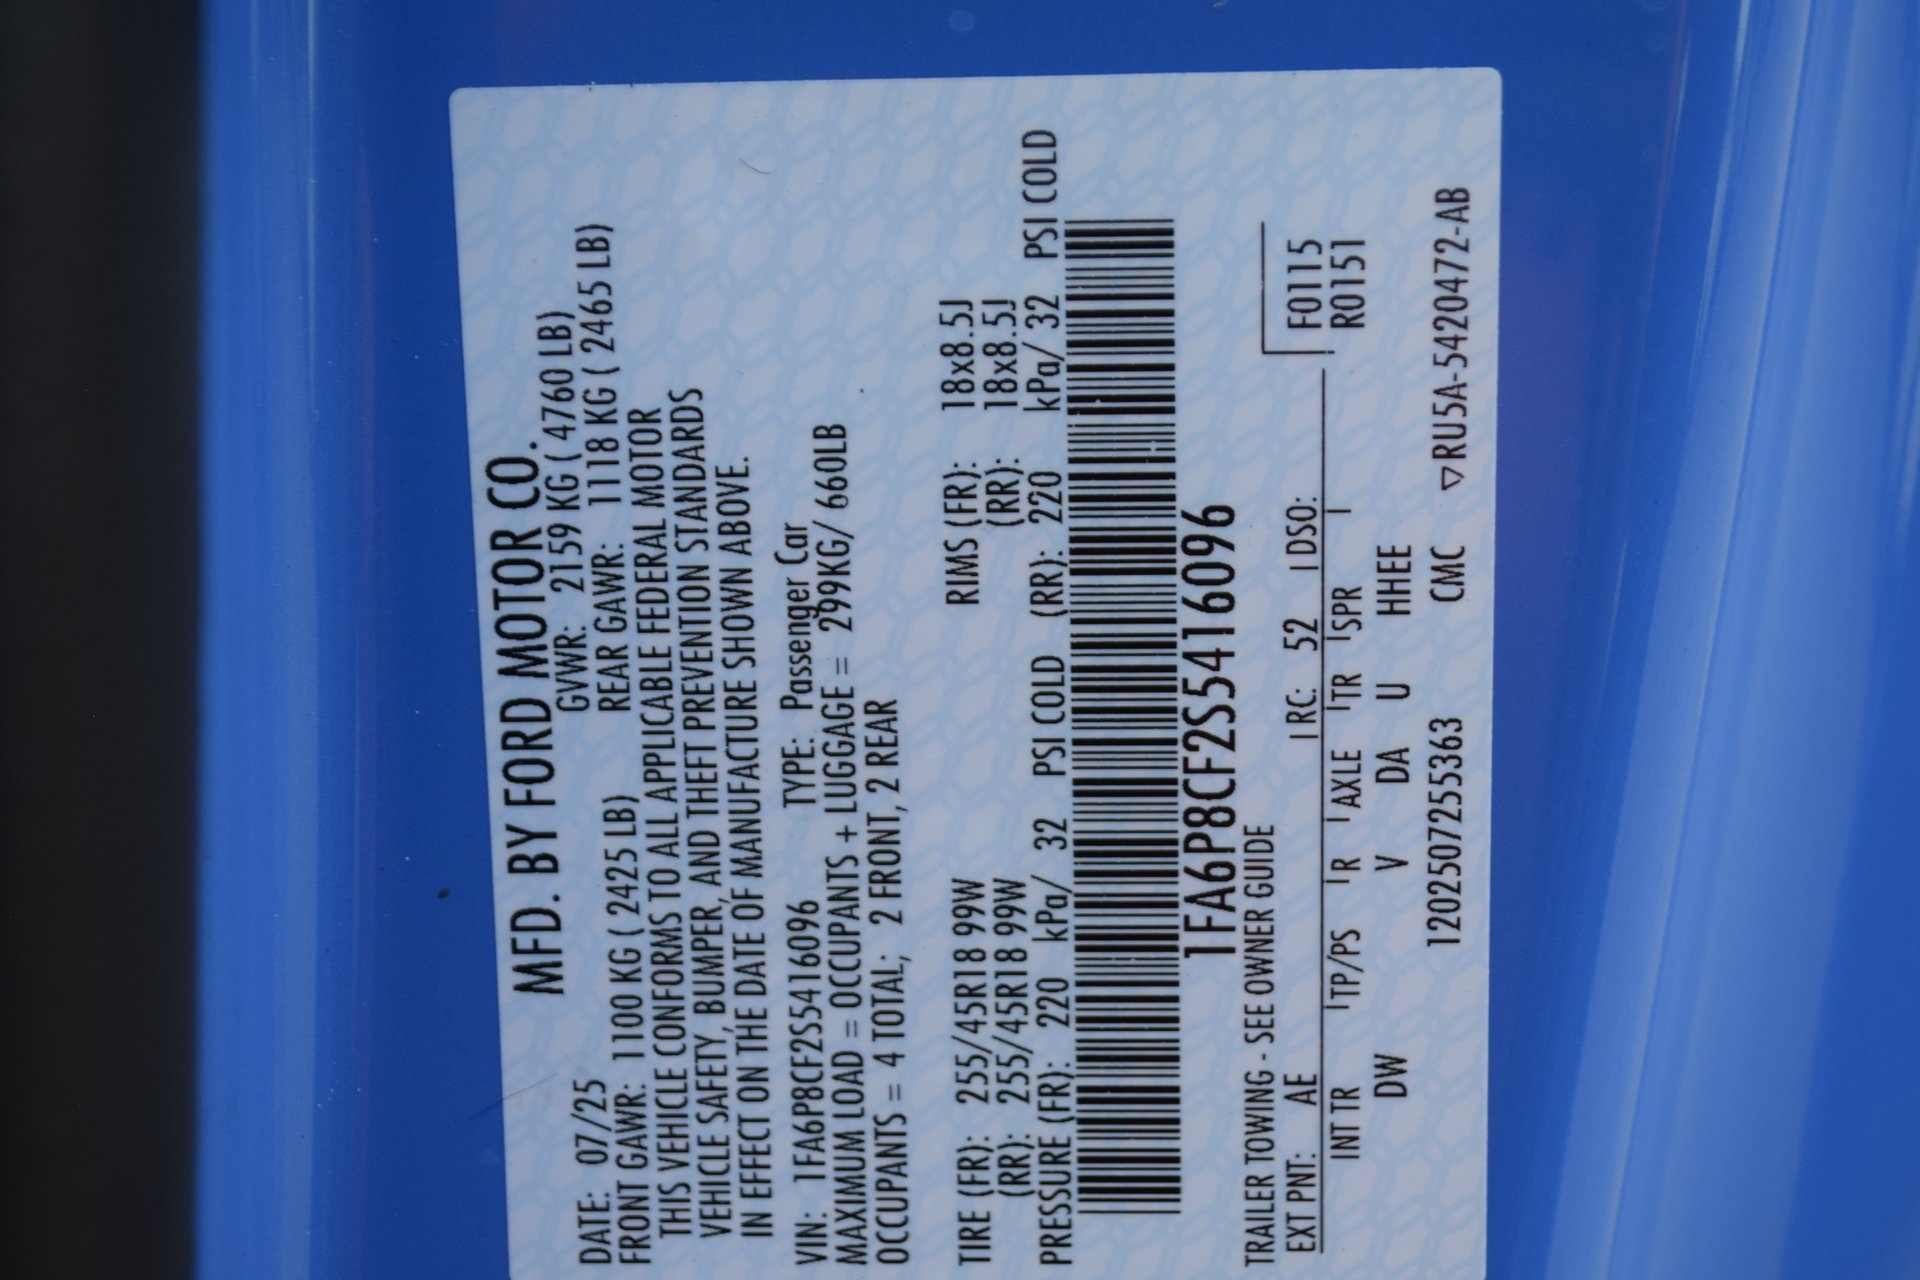 MFD. BY FORD MOTOR CO.
DATE: 07/25 GVWR: 2159 KG ( 4760 LB)
FRONT GAWR: 1100 KG ( 2425 LB) REAR GAWR: 1118 KG ( 2465 LB)
THIS VEHICLE CONFORMS TO ALL APPLICABLE FEDERAL MOTOR
VEHICLE SAFETY, BUMPER, AND THEFT PREVENTION STANDARDS
IN EFFECT ON THE DATE OF MANUFACTURE SHOWN ABOVE.
VIN: 1FA6P8CF2S5416096 TYPE: Passenger Car
MAXIMUM LOAD = OCCUPANTS + LUGGAGE = 299KG/ 660LB
OCCUPANTS = 4 TOTAL; 2 FRONT, 2 REAR
TIRE (FR): 255/45R18 99W RIMS (FR): 18x8.5J
(RR): 255/45R18 99W (RR): 18x8.5J
PRESSURE (FR): 220 kPa/ 32 PSI COLD (RR): 220 kPa/ 32 PSI COLD
1FA6P8CF2S5416096
TRAILER TOWING - SEE OWNER GUIDE
EXT PNT: AE RC: 52 DSO: F0115
INT TR TP/PS R AXLE TR SPR R0151
DW V DA U HHEE
1202507255363 CMC ▽RU5A-5420472-AB